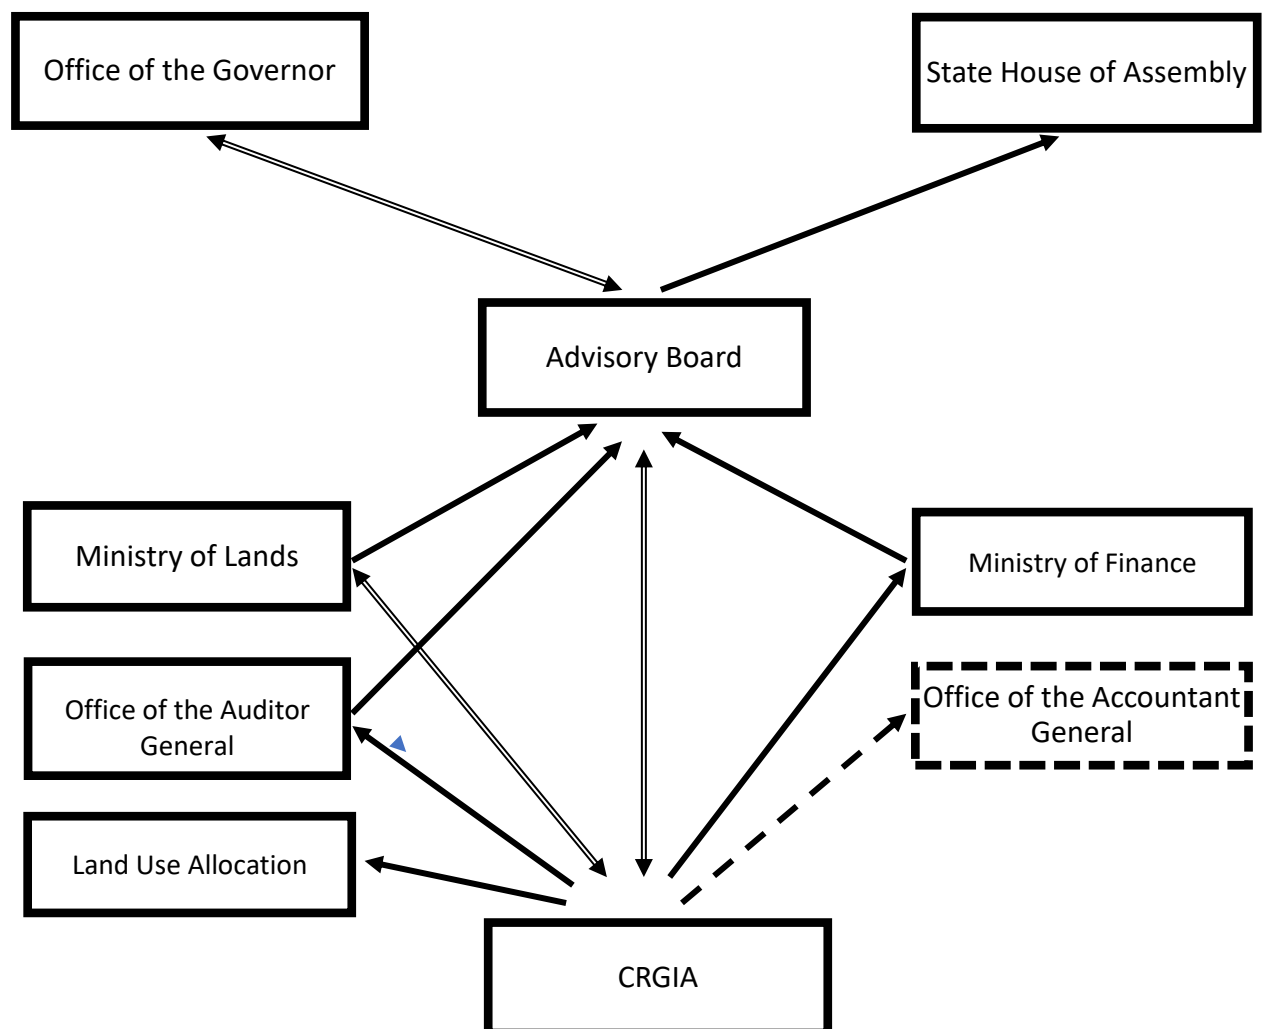 Office of the Governor
State House of Assembly
Advisory Board
Ministry of Lands
Ministry of Finance
Office of the Auditor
General
Office of the Accountant
General
Land Use Allocation
CRGIA